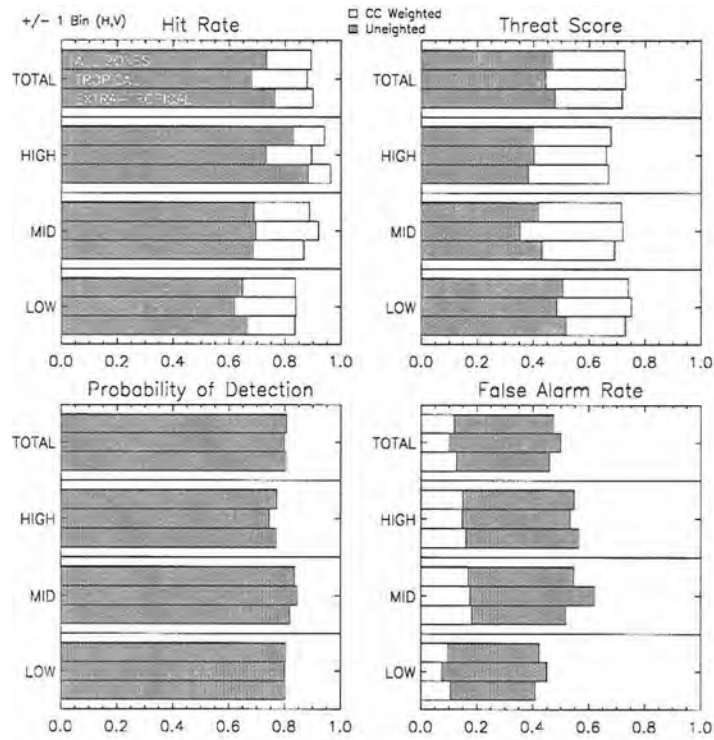 +/- 1 Bin (H,V)
Hit Rate
CC Weighted
Uneighted
Threat Score
TOTAL
ALL ZONES
TROPICAL
EXTRA-TROPICAL
HIGH
MID
LOW
0.0 0.2 0.4 0.6 0.8 1.0
TOTAL
HIGH
MID
LOW
0.0 0.2 0.4 0.6 0.8 1.0
Probability of Detection
TOTAL
HIGH
MID
LOW
0.0 0.2 0.4 0.6 0.8 1.0
False Alarm Rate
TOTAL
HIGH
MID
LOW
0.0 0.2 0.4 0.6 0.8 1.0